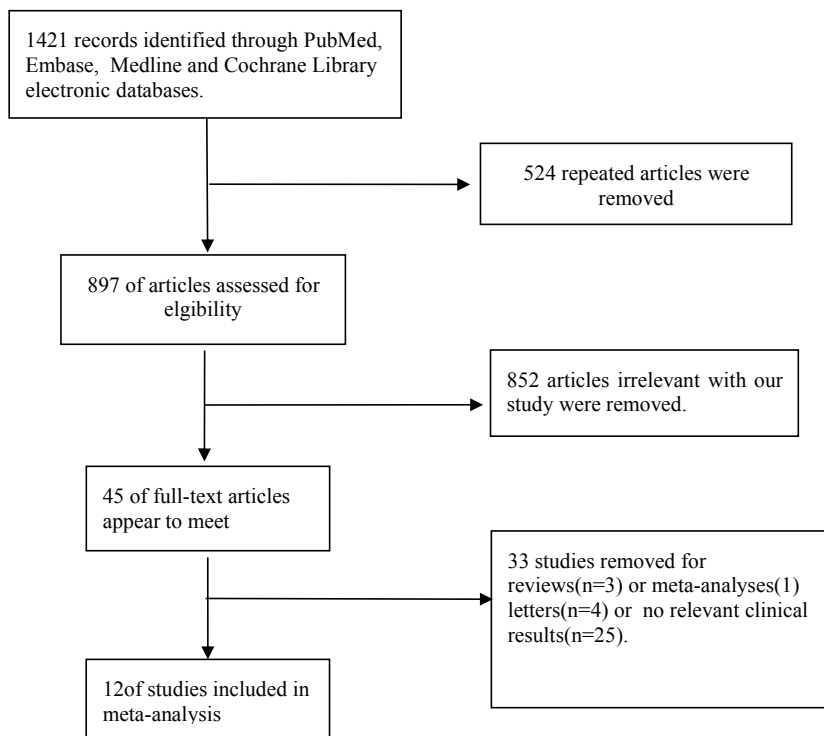 1421 records identified through PubMed,
Embase, Medline and Cochrane Library
electronic databases.
524 repeated articles were
removed
897 of articles assessed for
elgibility
852 articles irrelevant with our
study were removed.
45 of full-text articles
appear to meet
33 studies removed for
reviews(n=3) or meta-analyses(1)
letters(n=4) or no relevant clinical
results(n=25).
12of studies included in
meta-analysis